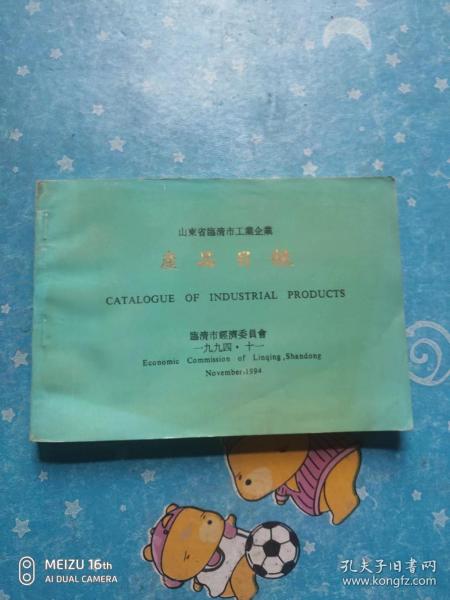 山東省臨清市工業企業
產品目錄
CATALOGUE OF INDUSTRIAL PRODUCTS
臨清市經濟委員會
一九九四·十一
Economic Commission of Linqing,Shandong
November,1994
MEIZU 16th
AI DUAL CAMERA
孔夫子旧书网
www.kongfz.com